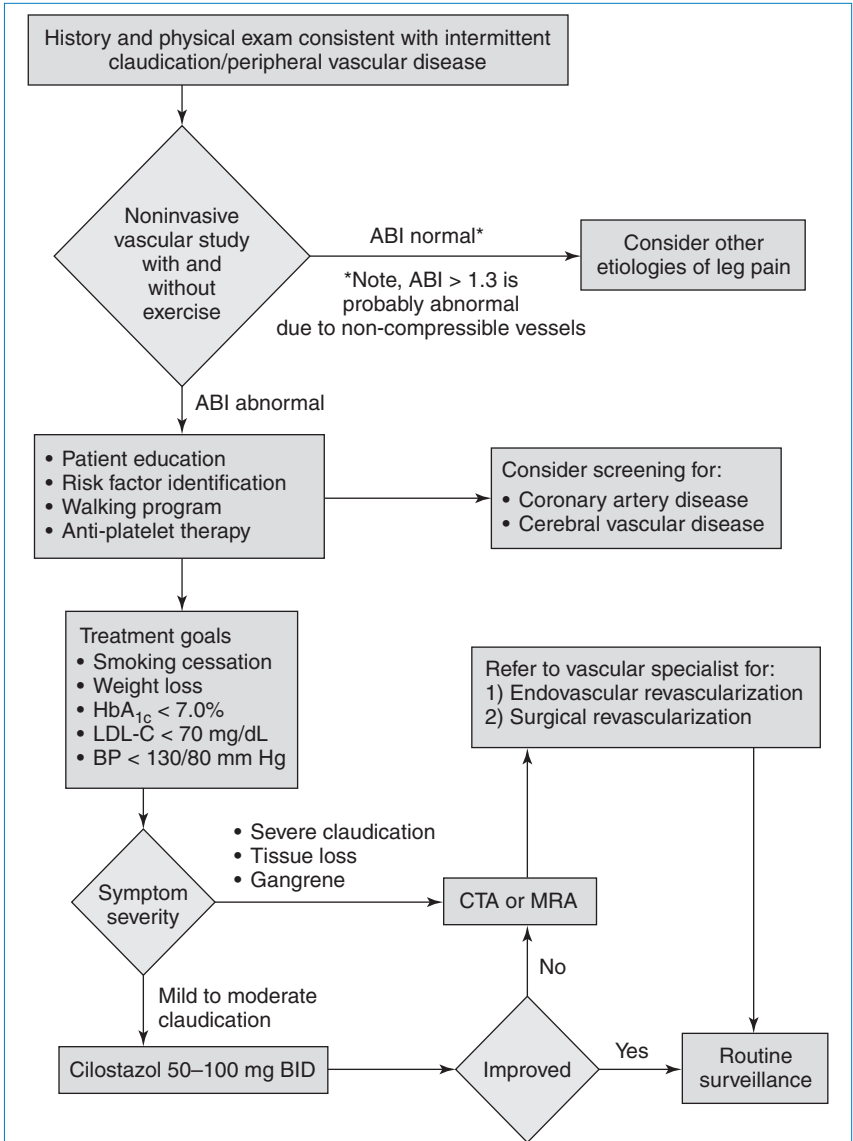 History and physical exam consistent with intermittent
claudication/peripheral vascular disease
Noninvasive
vascular study
with and
without
exercise
ABI normal*
*Note, ABI > 1.3 is
probably abnormal
due to non-compressible vessels
Consider other
etiologies of leg pain
ABI abnormal
• Patient education
• Risk factor identification
• Walking program
• Anti-platelet therapy
Consider screening for:
• Coronary artery disease
• Cerebral vascular disease
Treatment goals
• Smoking cessation
• Weight loss
• HbA1c < 7.0%
• LDL-C < 70 mg/dL
• BP < 130/80 mm Hg
Refer to vascular specialist for:
1) Endovascular revascularization
2) Surgical revascularization
Symptom
severity
• Severe claudication
• Tissue loss
• Gangrene
CTA or MRA
Mild to moderate
claudication
No
Cilostazol 50–100 mg BID
Improved
Yes
Routine
surveillance